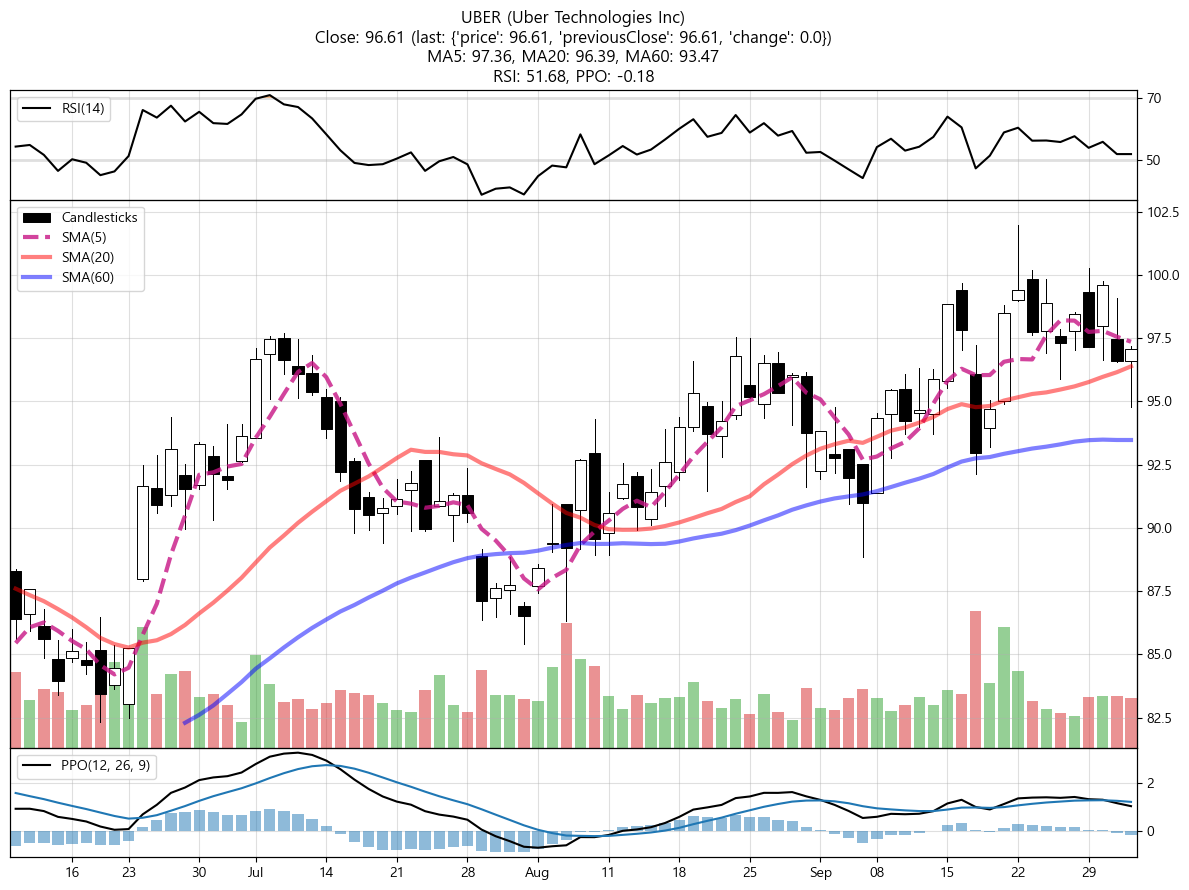 UBER (Uber Technologies Inc)
Close: 96.61 (last: {'price': 96.61, 'previousClose': 96.61, 'change': 0.0})
MA5: 97.36, MA20: 96.39, MA60: 93.47
RSI: 51.68, PPO: -0.18
RSI(14)
70
50
Candlesticks
SMA(5)
SMA(20)
SMA(60)
102.5
100.0
97.5
95.0
92.5
90.0
87.5
85.0
82.5
PPO(12, 26, 9)
2
0
16 23 30 Jul 14 21 28 Aug 11 18 25 Sep 08 15 22 29